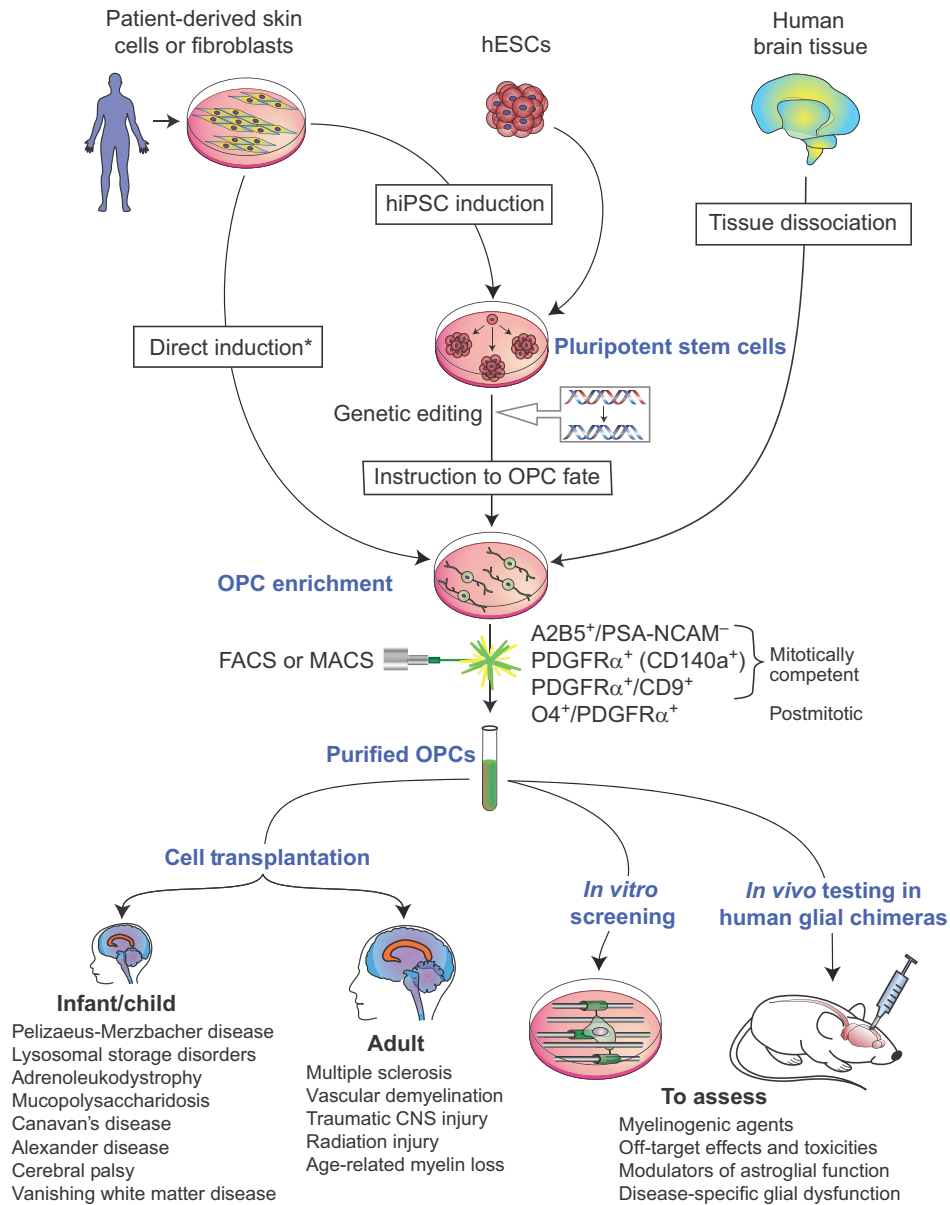 Patient-derived skin
cells or fibroblasts
hESCs
Human
brain tissue
hiPSC induction
Tissue dissociation
Direct induction*
Pluripotent stem cells
Genetic editing
Instruction to OPC fate
OPC enrichment
FACS or MACS
A2B5⁺/PSA-NCAM⁻
PDGFRα⁺ (CD140a⁺)
PDGFRα⁺/CD9⁺
Mitotically
competent
O4⁺/PDGFRα⁺
Postmitotic
Purified OPCs
Cell transplantation
In vitro
screening
In vivo testing in
human glial chimeras
Infant/child
Pelizaeus-Merzbacher disease
Lysosomal storage disorders
Adrenoleukodystrophy
Mucopolysaccharidosis
Canavan's disease
Alexander disease
Cerebral palsy
Vanishing white matter disease
Adult
Multiple sclerosis
Vascular demyelination
Traumatic CNS injury
Radiation injury
Age-related myelin loss
To assess
Myelinogenic agents
Off-target effects and toxicities
Modulators of astroglial function
Disease-specific glial dysfunction